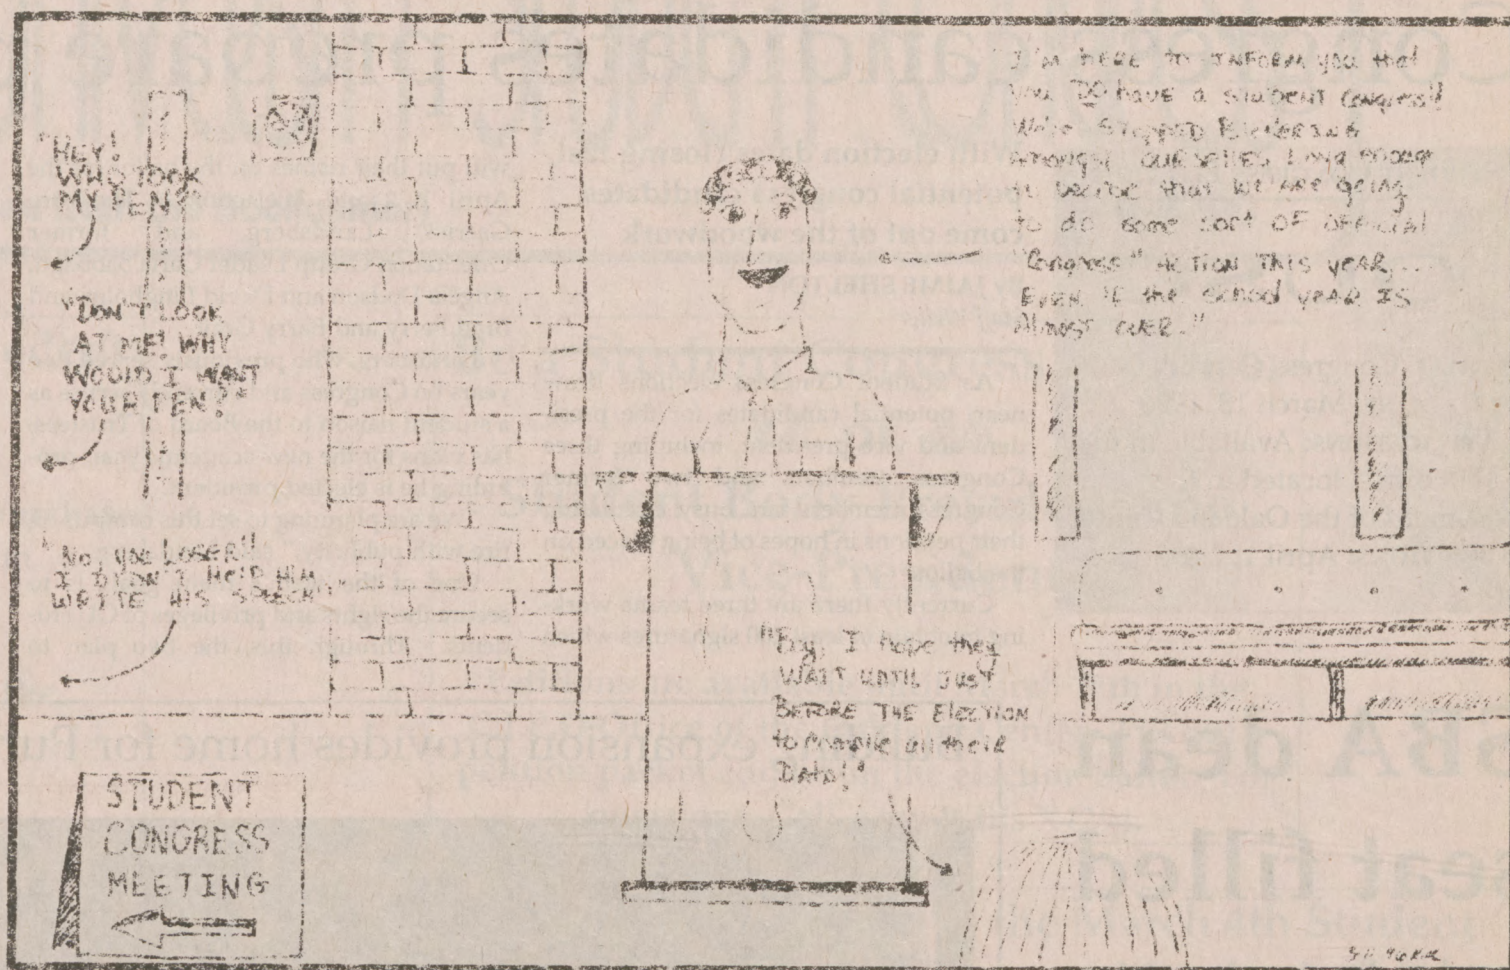 "HEY!
WHO TOOK
MY PEN?"
"DON'T LOOK
AT ME! WHY
WOULD I WANT
YOUR PEN?"
"No, you LOSER!!
I DIDN'T HELP HIM
WRITE HIS SPEECH"
STUDENT
CONGRESS
MEETING
"I'm here to inform you that
you DO have a student congress!!
We've STOPPED BICKERING
amongst OURSELVES long enough
to decide that we are going
to do some sort OF OFFICIAL
"Congress" ACTION THIS year...
EVEN IF the school year IS
Almost OVER."
"Boy, I hope they
WAIT UNTIL JUST
BEFORE THE Election
to compile all their
Data!"